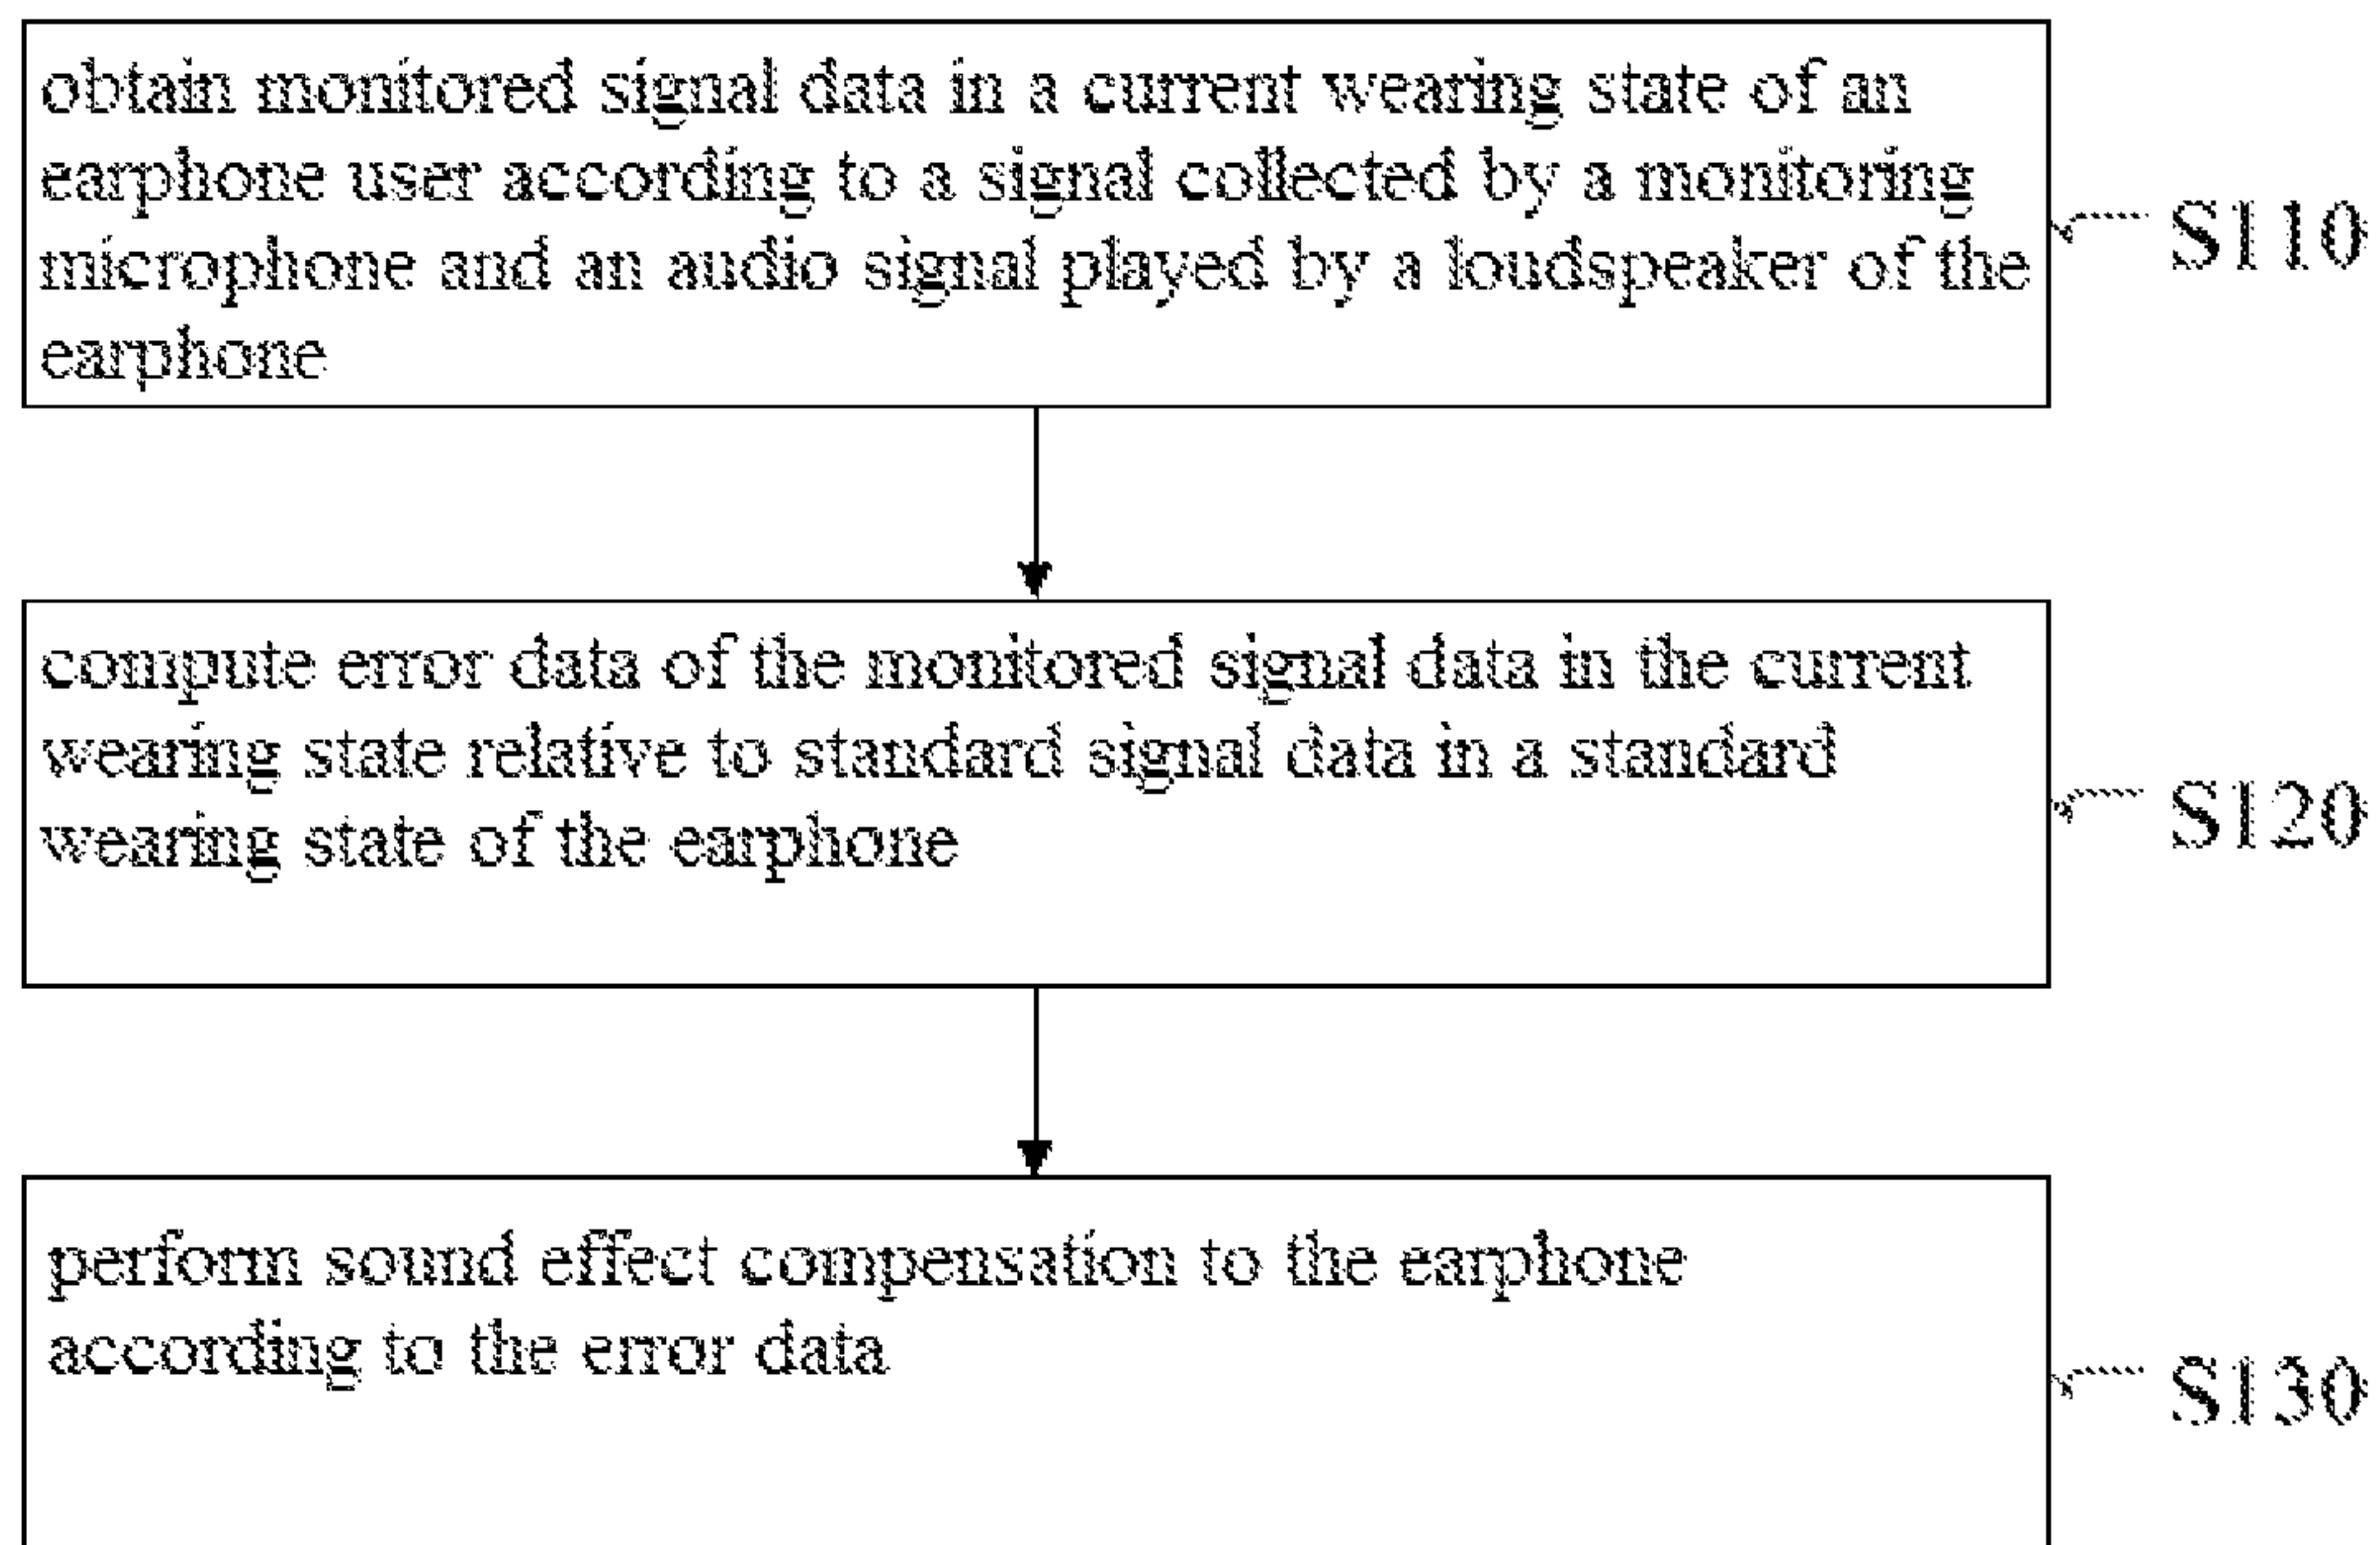 obtain monitored signal data in a current wearing state of an
earphone user according to a signal collected by a monitoring
microphone and an audio signal played by a loudspeaker of the
earphone
S110
compute error data of the monitored signal data in the current
wearing state relative to standard signal data in a standard
wearing state of the earphone
S120
perform sound effect compensation to the earphone
according to the error data
S130